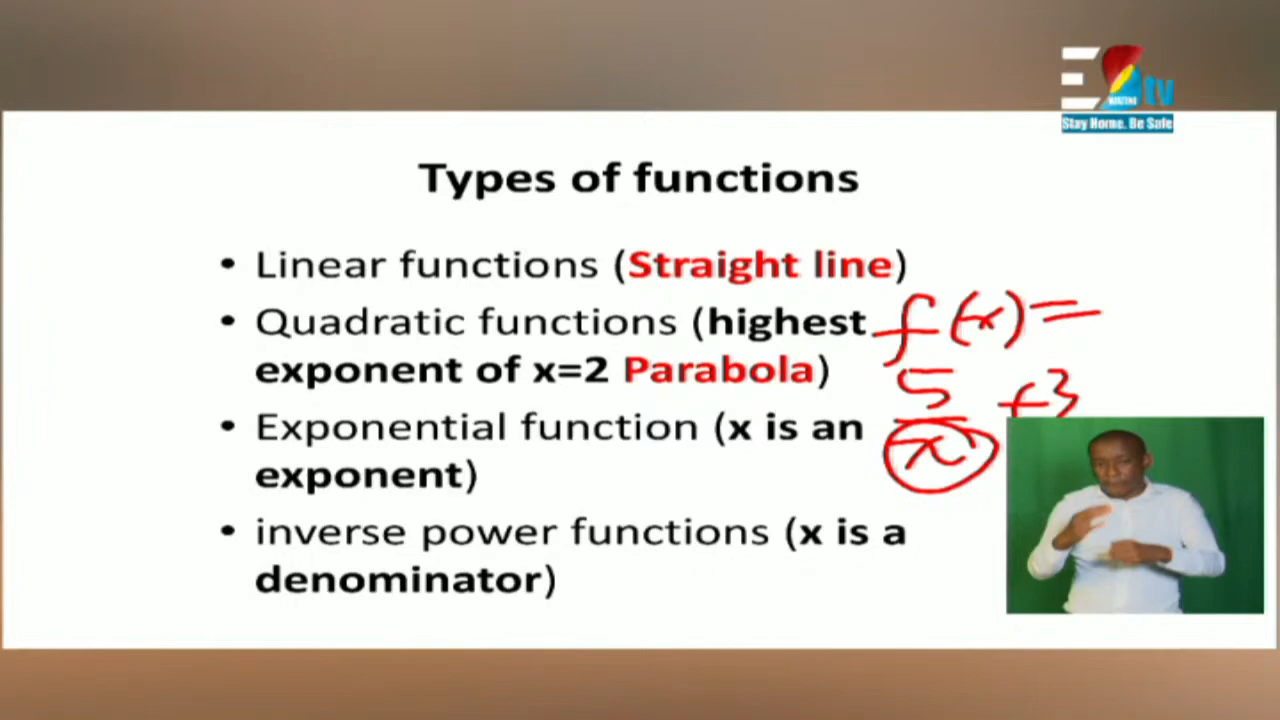 E tv
Stay Home. Be Safe
Types of functions
• Linear functions (Straight line)
• Quadratic functions (highest
exponent of x=2 Parabola)
• Exponential function (x is an
exponent)
• inverse power functions (x is a
denominator)
f(x) =
5/x +3